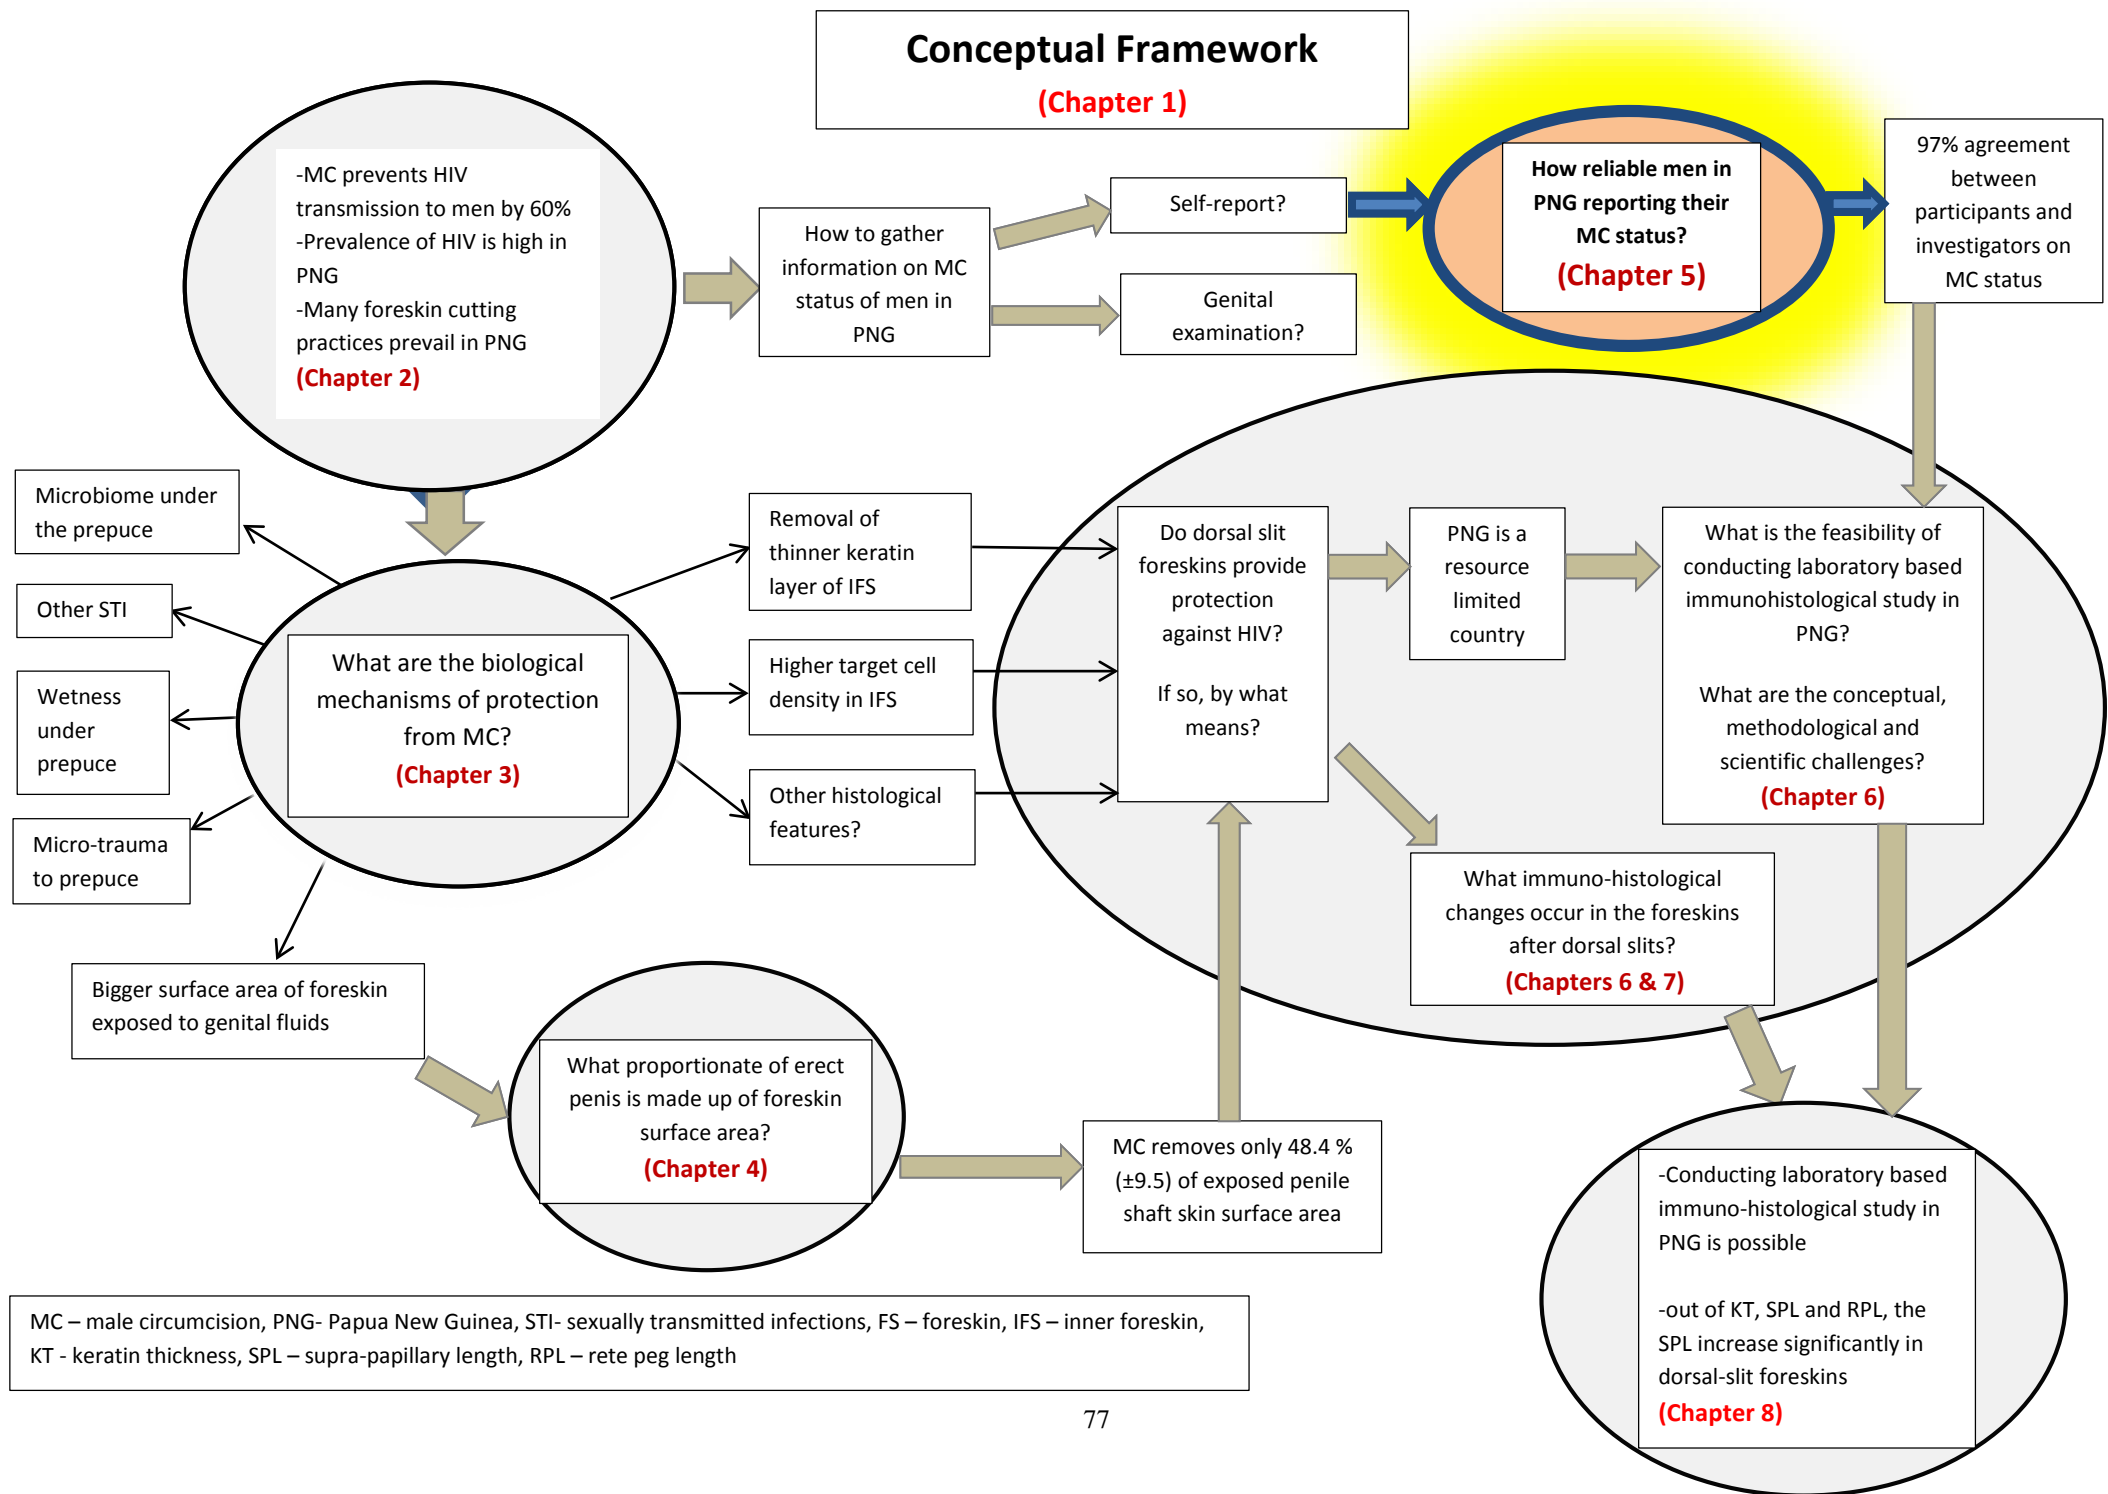 Conceptual Framework
(Chapter 1)
-MC prevents HIV
transmission to men by 60%
-Prevalence of HIV is high in
PNG
-Many foreskin cutting
practices prevail in PNG
(Chapter 2)
How to gather
information on MC
status of men in
PNG
Self-report?
Genital
examination?
How reliable men in
PNG reporting their
MC status?
(Chapter 5)
97% agreement
between
participants and
investigators on
MC status
Microbiome under
the prepuce
Other STI
Wetness
under
prepuce
Micro-trauma
to prepuce
What are the biological
mechanisms of protection
from MC?
(Chapter 3)
Removal of
thinner keratin
layer of IFS
Higher target cell
density in IFS
Other histological
features?
Do dorsal slit
foreskins provide
protection
against HIV?
If so, by what
means?
PNG is a
resource
limited
country
What is the feasibility of
conducting laboratory based
immunohistological study in
PNG?
What are the conceptual,
methodological and
scientific challenges?
(Chapter 6)
What immuno-histological
changes occur in the foreskins
after dorsal slits?
(Chapters 6 & 7)
Bigger surface area of foreskin
exposed to genital fluids
What proportionate of erect
penis is made up of foreskin
surface area?
(Chapter 4)
MC removes only 48.4 %
(±9.5) of exposed penile
shaft skin surface area
-Conducting laboratory based
immuno-histological study in
PNG is possible
-out of KT, SPL and RPL, the
SPL increase significantly in
dorsal-slit foreskins
(Chapter 8)
MC – male circumcision, PNG- Papua New Guinea, STI- sexually transmitted infections, FS – foreskin, IFS – inner foreskin,
KT - keratin thickness, SPL – supra-papillary length, RPL – rete peg length
77